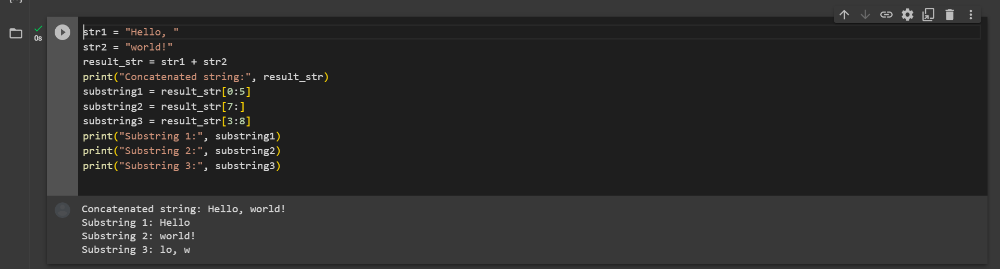 0s
str1 = "Hello, "
str2 = "world!"
result_str = str1 + str2
print("Concatenated string:", result_str)
substring1 = result_str[0:5]
substring2 = result_str[7:]
substring3 = result_str[3:8]
print("Substring 1:", substring1)
print("Substring 2:", substring2)
print("Substring 3:", substring3)
Concatenated string: Hello, world!
Substring 1: Hello
Substring 2: world!
Substring 3: lo, w